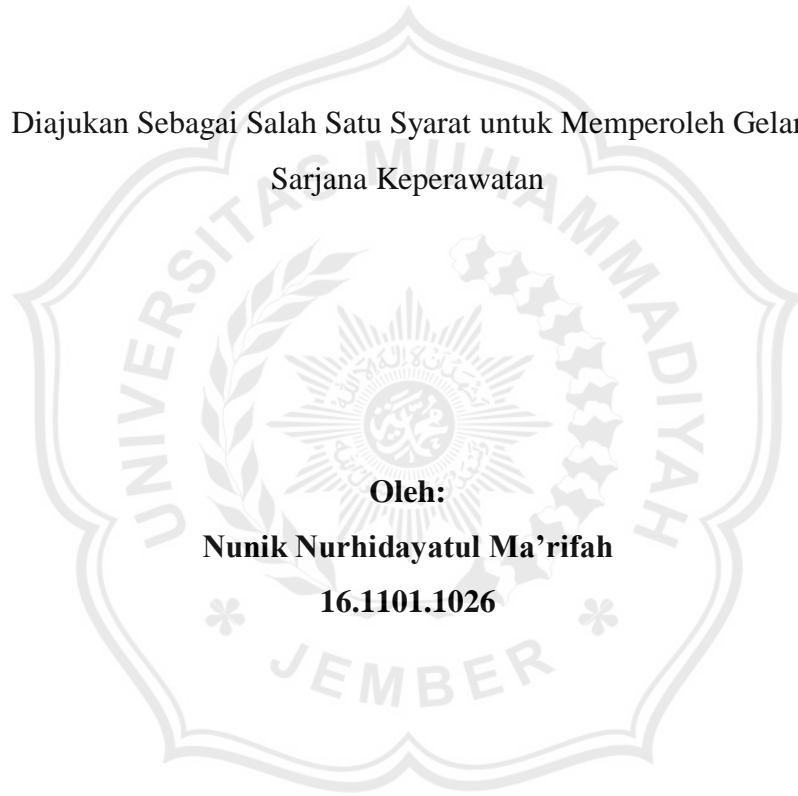 Diajukan Sebagai Salah Satu Syarat untuk Memperoleh Gelar
Sarjana Keperawatan
UNIVERSITAS MUHAMMADIYAH
Oleh:
Nunik Nurhidayatul Ma’rifah
16.1101.1026
JEMBER